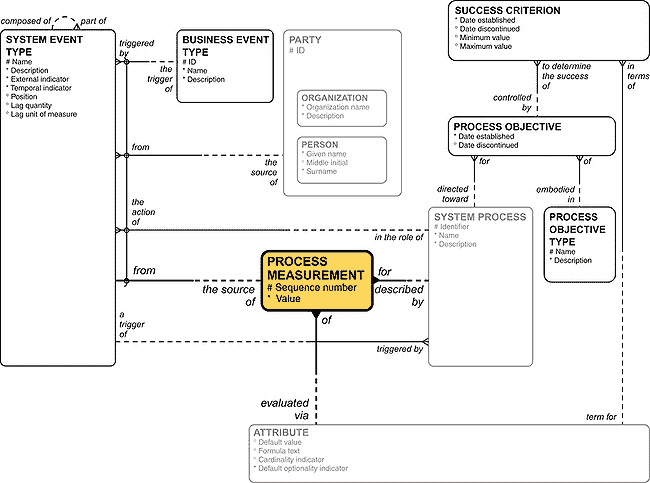 composed of part of
SYSTEM EVENT
TYPE
# Name
* Description
* External indicator
* Temporal indicator
° Position
° Lag quantity
° Lag unit of measure
triggered
by
the
trigger
of
BUSINESS EVENT
TYPE
# ID
* Name
* Description
PARTY
# ID
ORGANIZATION
* Organization name
* Description
PERSON
* Given name
° Middle initial
* Surname
from
the
source
of
SUCCESS CRITERION
* Date established
° Date discontinued
° Minimum value
° Maximum value
to determine
the success
of
in
terms
of
controlled
by
PROCESS OBJECTIVE
* Date established
° Date discontinued
for
of
directed
toward
embodied
in
the
action
of
in the role of
SYSTEM PROCESS
# Identifier
* Name
* Description
PROCESS
OBJECTIVE
TYPE
# Name
* Description
from
the source
of
PROCESS
MEASUREMENT
# Sequence number
* Value
for
described
by
a
trigger
of
of
triggered by
evaluated
via
term for
ATTRIBUTE
° Default value
° Formula text
° Cardinality indicator
* Default optionality indicator